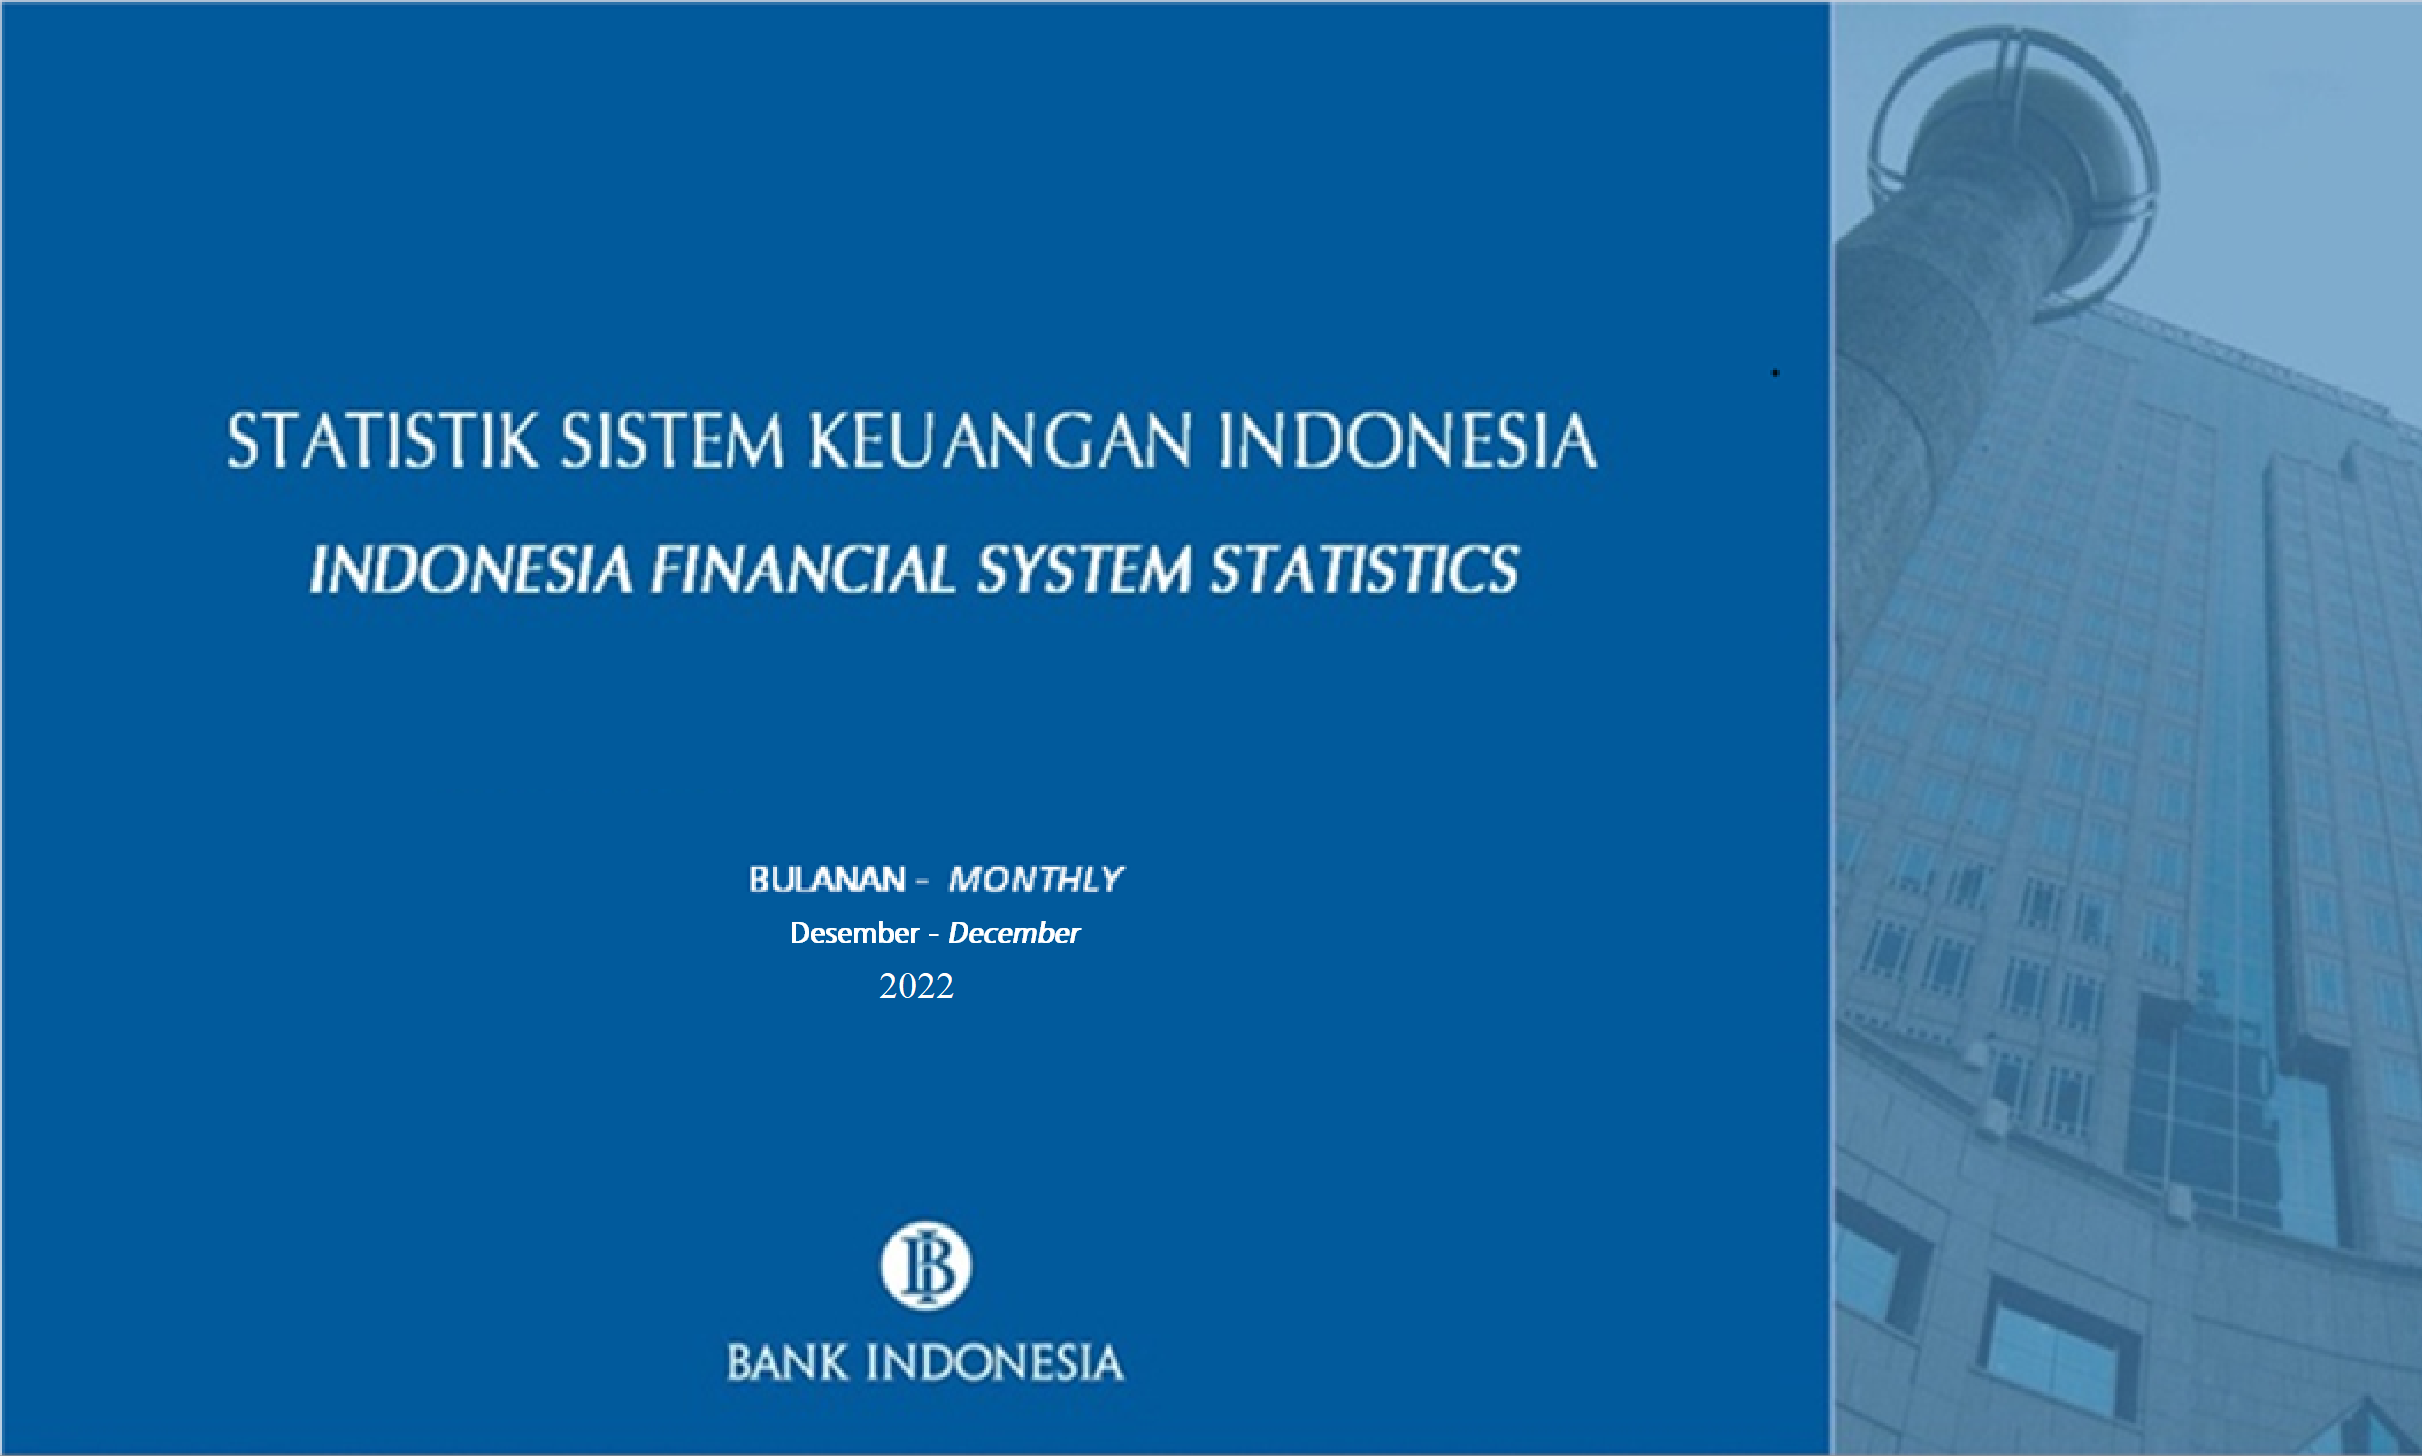 STATISTIK SISTEM KEUANGAN INDONESIA
INDONESIA FINANCIAL SYSTEM STATISTICS
BULANAN - MONTHLY
Desember - December
2022
BANK INDONESIA